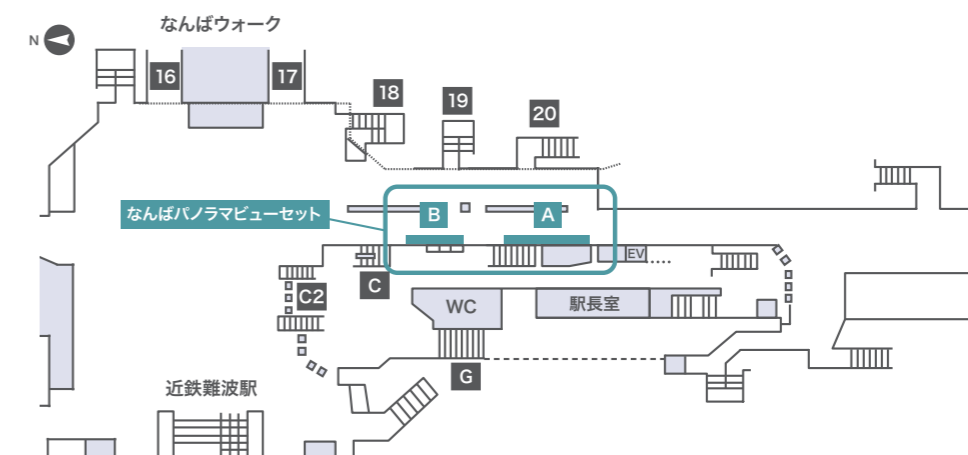 なんばウォーク
N
16
17
18
19
20
なんばパノラマビューセット
B
A
EV
C
C2
WC
駅長室
G
近鉄難波駅